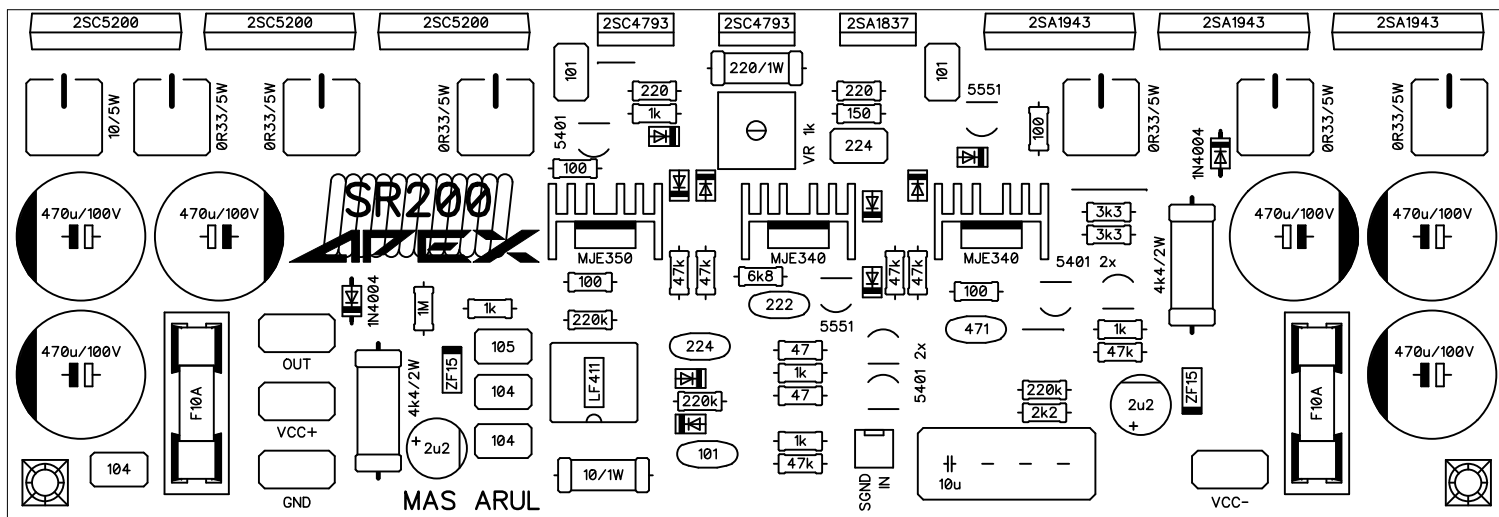 2SC5200
2SC5200
2SC5200
2SC4793
2SC4793
2SA1837
2SA1943
2SA1943
2SA1943
10/5W
0R33/5W
0R33/5W
0R33/5W
101
5401
220
1k
100
220/1W
VR 1k
220
150
224
101
5551
100
0R33/5W
1N4004
0R33/5W
0R33/5W
470u/100V
470u/100V
SR200
APEX
MJE350
MJE340
MJE340
3k3
3k3
4k4/2W
470u/100V
470u/100V
1N4004
1M
1k
100
220k
47k
47k
6k8
222
5551
47k
47k
100
471
5401 2x
1k
47k
470u/100V
F10A
OUT
VCC+
GND
4k4/2W
ZF15
105
104
104
+
2u2
LF411
224
220k
101
47
1k
47
1k
47k
5401 2x
220k
2k2
2u2
+
ZF15
F10A
470u/100V
104
MAS ARUL
10/1W
SGND
IN
10u
VCC-